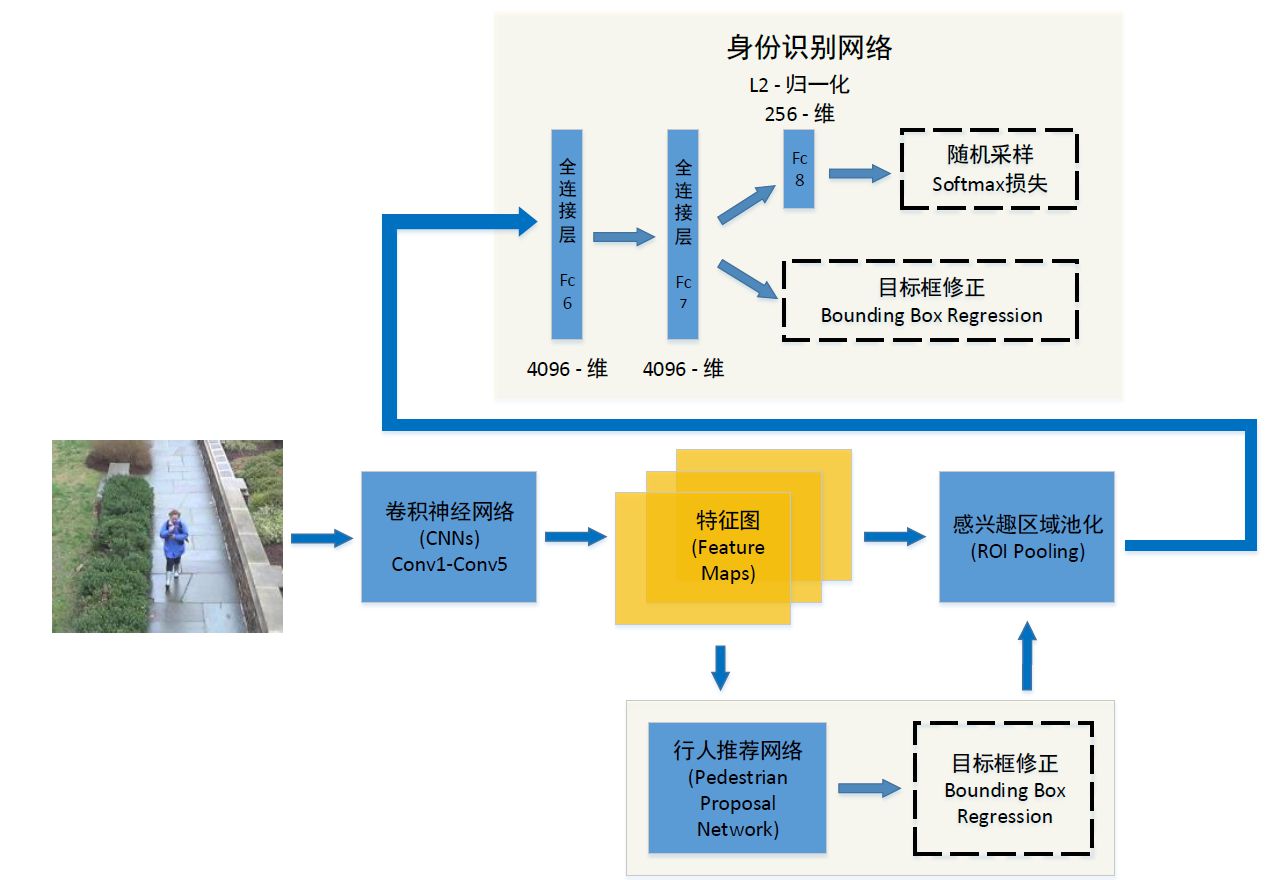 身份识别网络
L2 - 归一化
256 - 维
全
连
接
层
Fc
6
全
连
接
层
Fc
7
Fc
8
随机采样
Softmax损失
目标框修正
Bounding Box Regression
4096 - 维
4096 - 维
卷积神经网络
(CNNs)
Conv1-Conv5
特征图
(Feature
Maps)
感兴趣区域池化
(ROI Pooling)
行人推荐网络
(Pedestrian
Proposal
Network)
目标框修正
Bounding Box
Regression